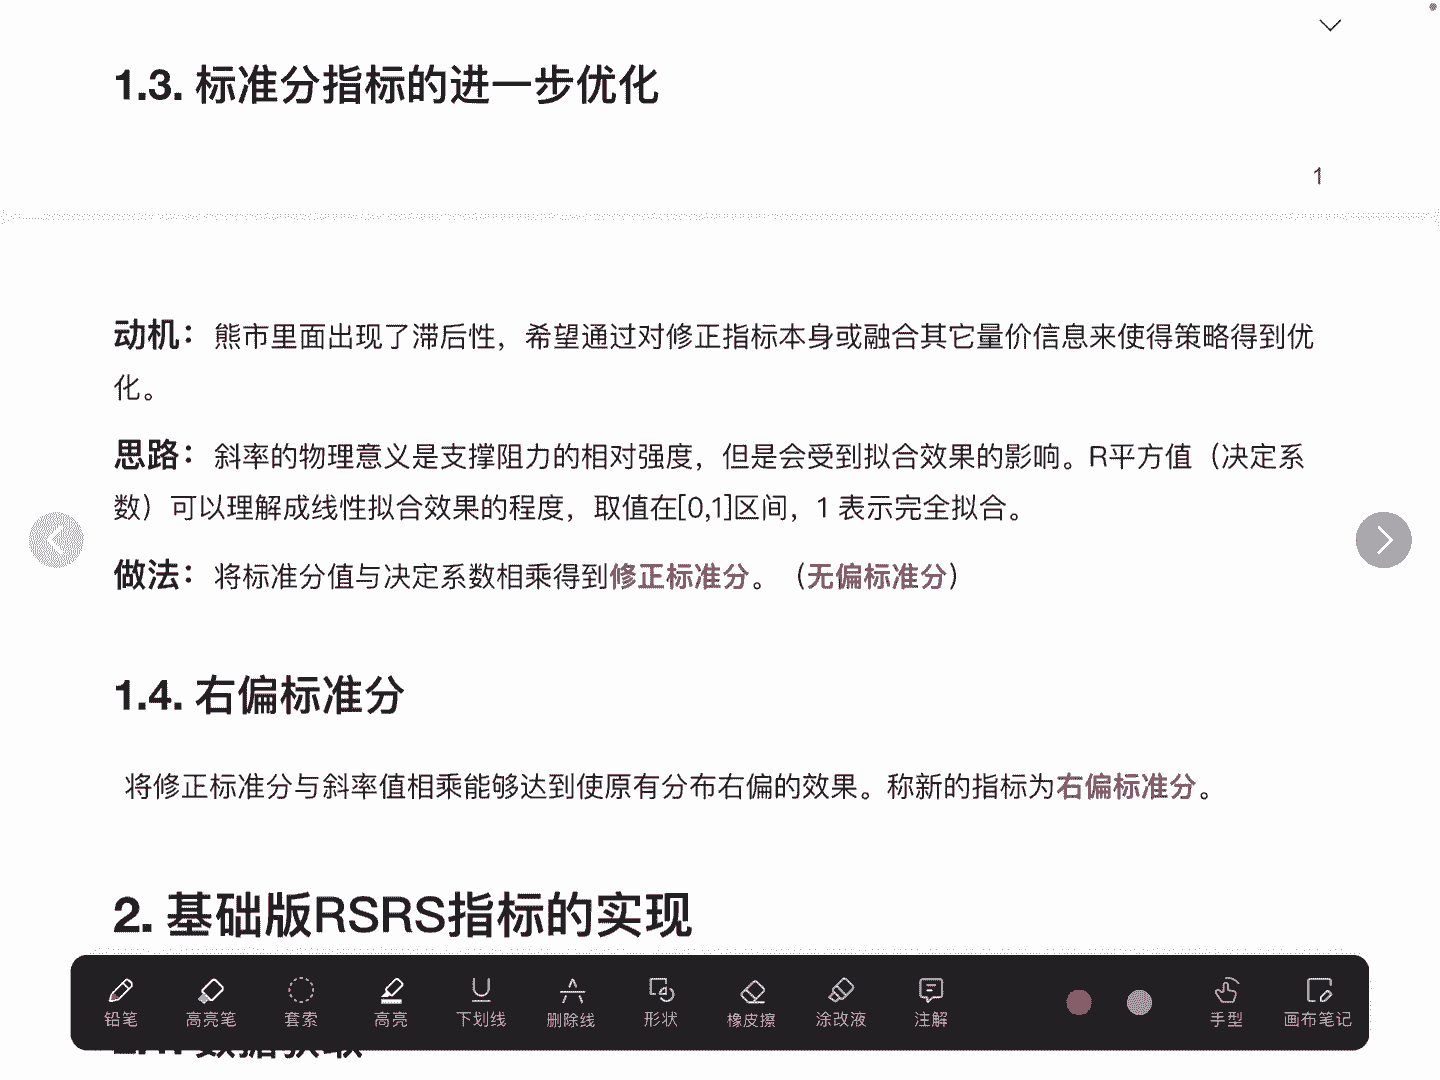 1.3. 标准分指标的进一步优化
1
动机：熊市里面出现了滞后性，希望通过对修正指标本身或融合其它量价信息来使得策略得到优
化。
思路：斜率的物理意义是支撑阻力的相对强度，但是会受到拟合效果的影响。R平方值（决定系
数）可以理解成线性拟合效果的程度，取值在[0,1]区间，1 表示完全拟合。
做法：将标准分值与决定系数相乘得到修正标准分。（无偏标准分）
1.4. 右偏标准分
将修正标准分与斜率值相乘能够达到使原有分布右偏的效果。称新的指标为右偏标准分。
2. 基础版RSRS指标的实现
铅笔 高亮笔 套索 高亮 下划线 删除线 形状 橡皮擦 涂改液 注解 手型 画布笔记
2.1. 数据获取